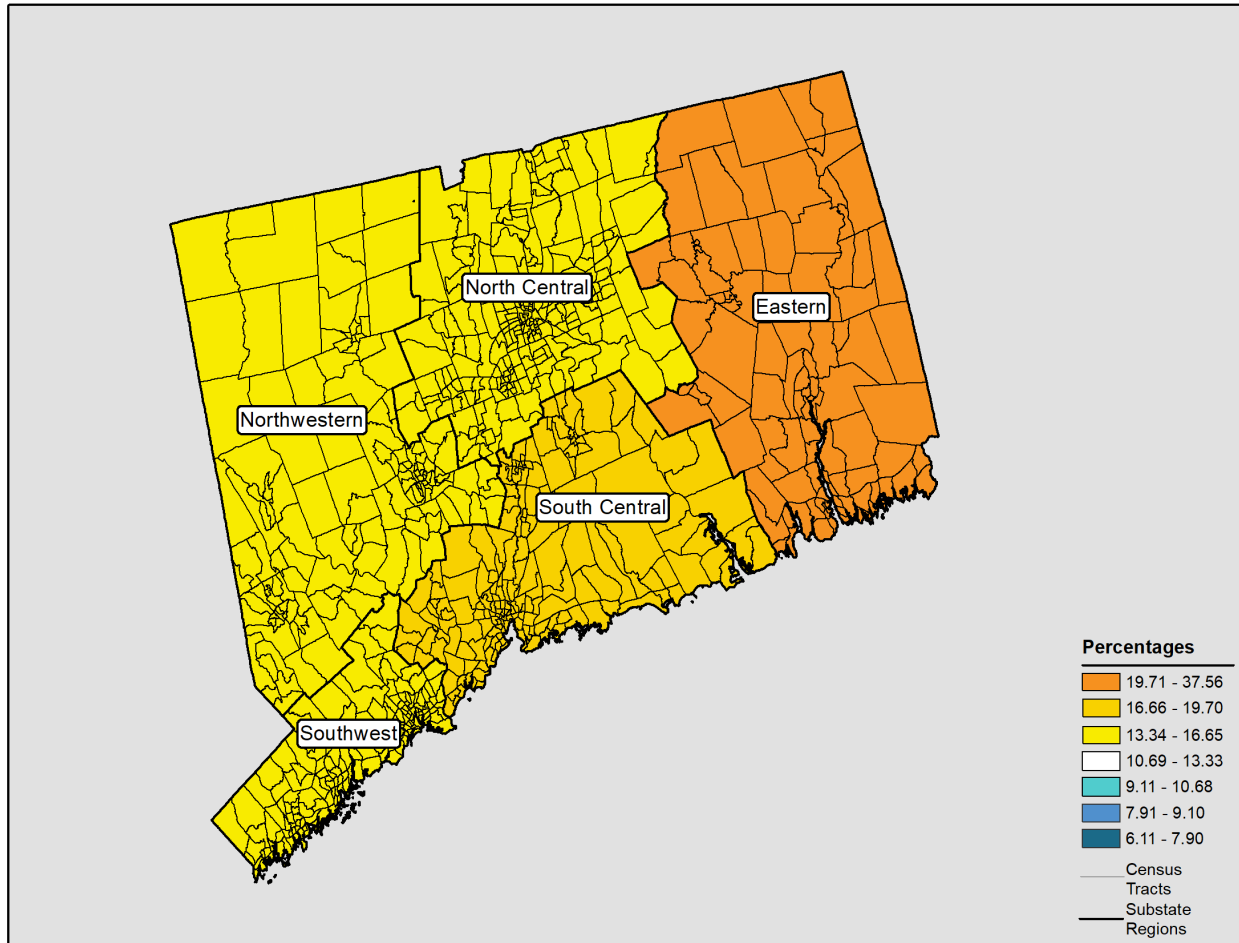 North Central
Eastern
Northwestern
South Central
Southwest
Percentages
19.71 - 37.56
16.66 - 19.70
13.34 - 16.65
10.69 - 13.33
9.11 - 10.68
7.91 - 9.10
6.11 - 7.90
Census
Tracts
Substate
Regions